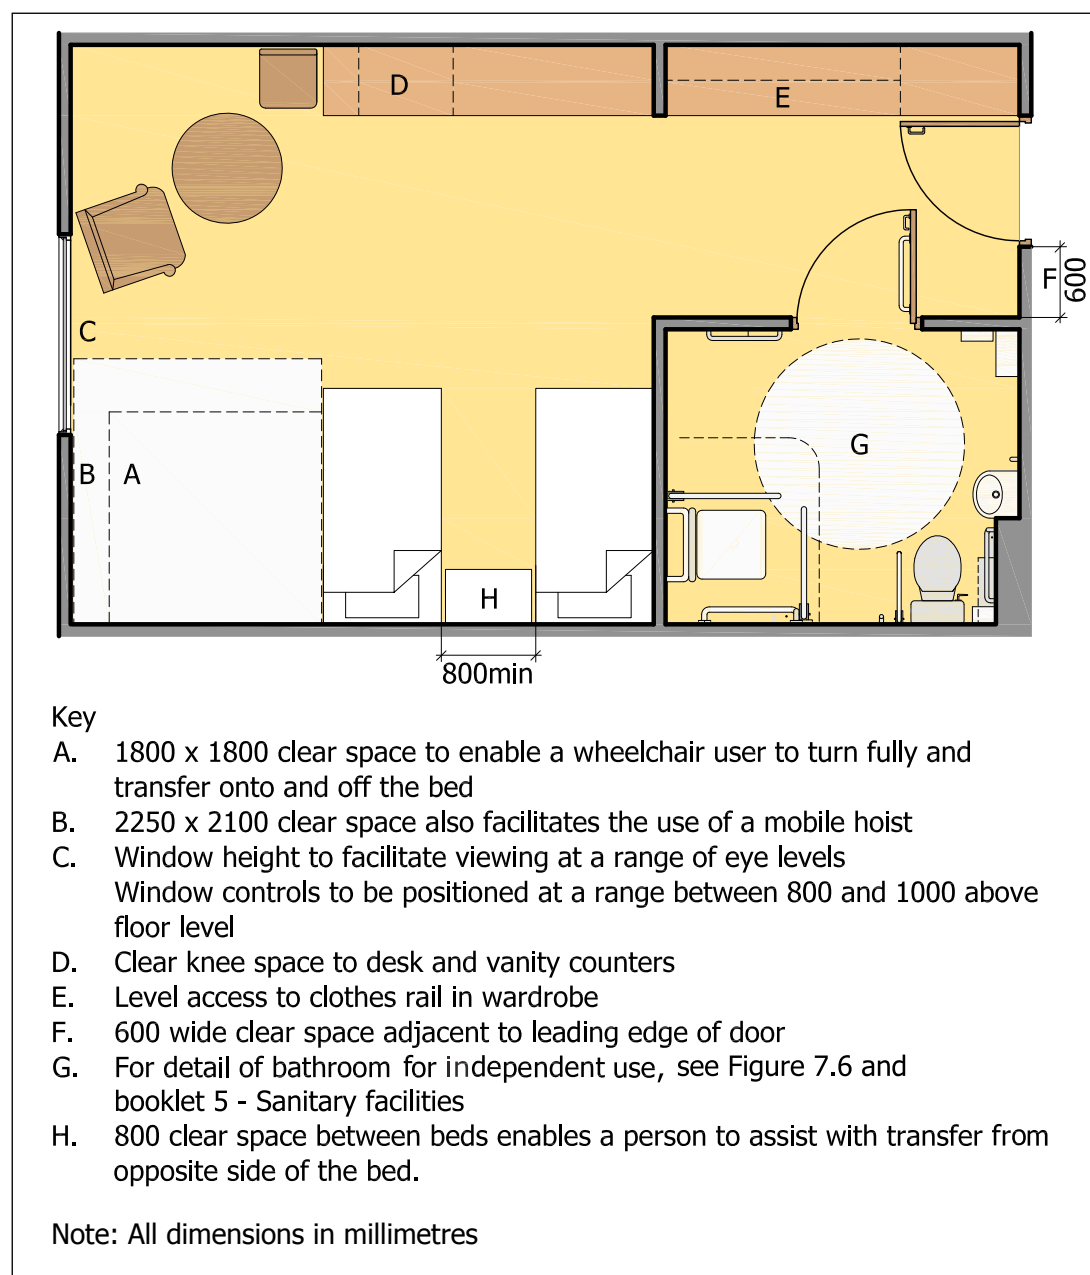 D
E
F
600
C
B
A
G
H
800min
Key
A. 1800 x 1800 clear space to enable a wheelchair user to turn fully and
transfer onto and off the bed
B. 2250 x 2100 clear space also facilitates the use of a mobile hoist
C. Window height to facilitate viewing at a range of eye levels
Window controls to be positioned at a range between 800 and 1000 above
floor level
D. Clear knee space to desk and vanity counters
E. Level access to clothes rail in wardrobe
F. 600 wide clear space adjacent to leading edge of door
G. For detail of bathroom for independent use, see Figure 7.6 and
booklet 5 - Sanitary facilities
H. 800 clear space between beds enables a person to assist with transfer from
opposite side of the bed.
Note: All dimensions in millimetres